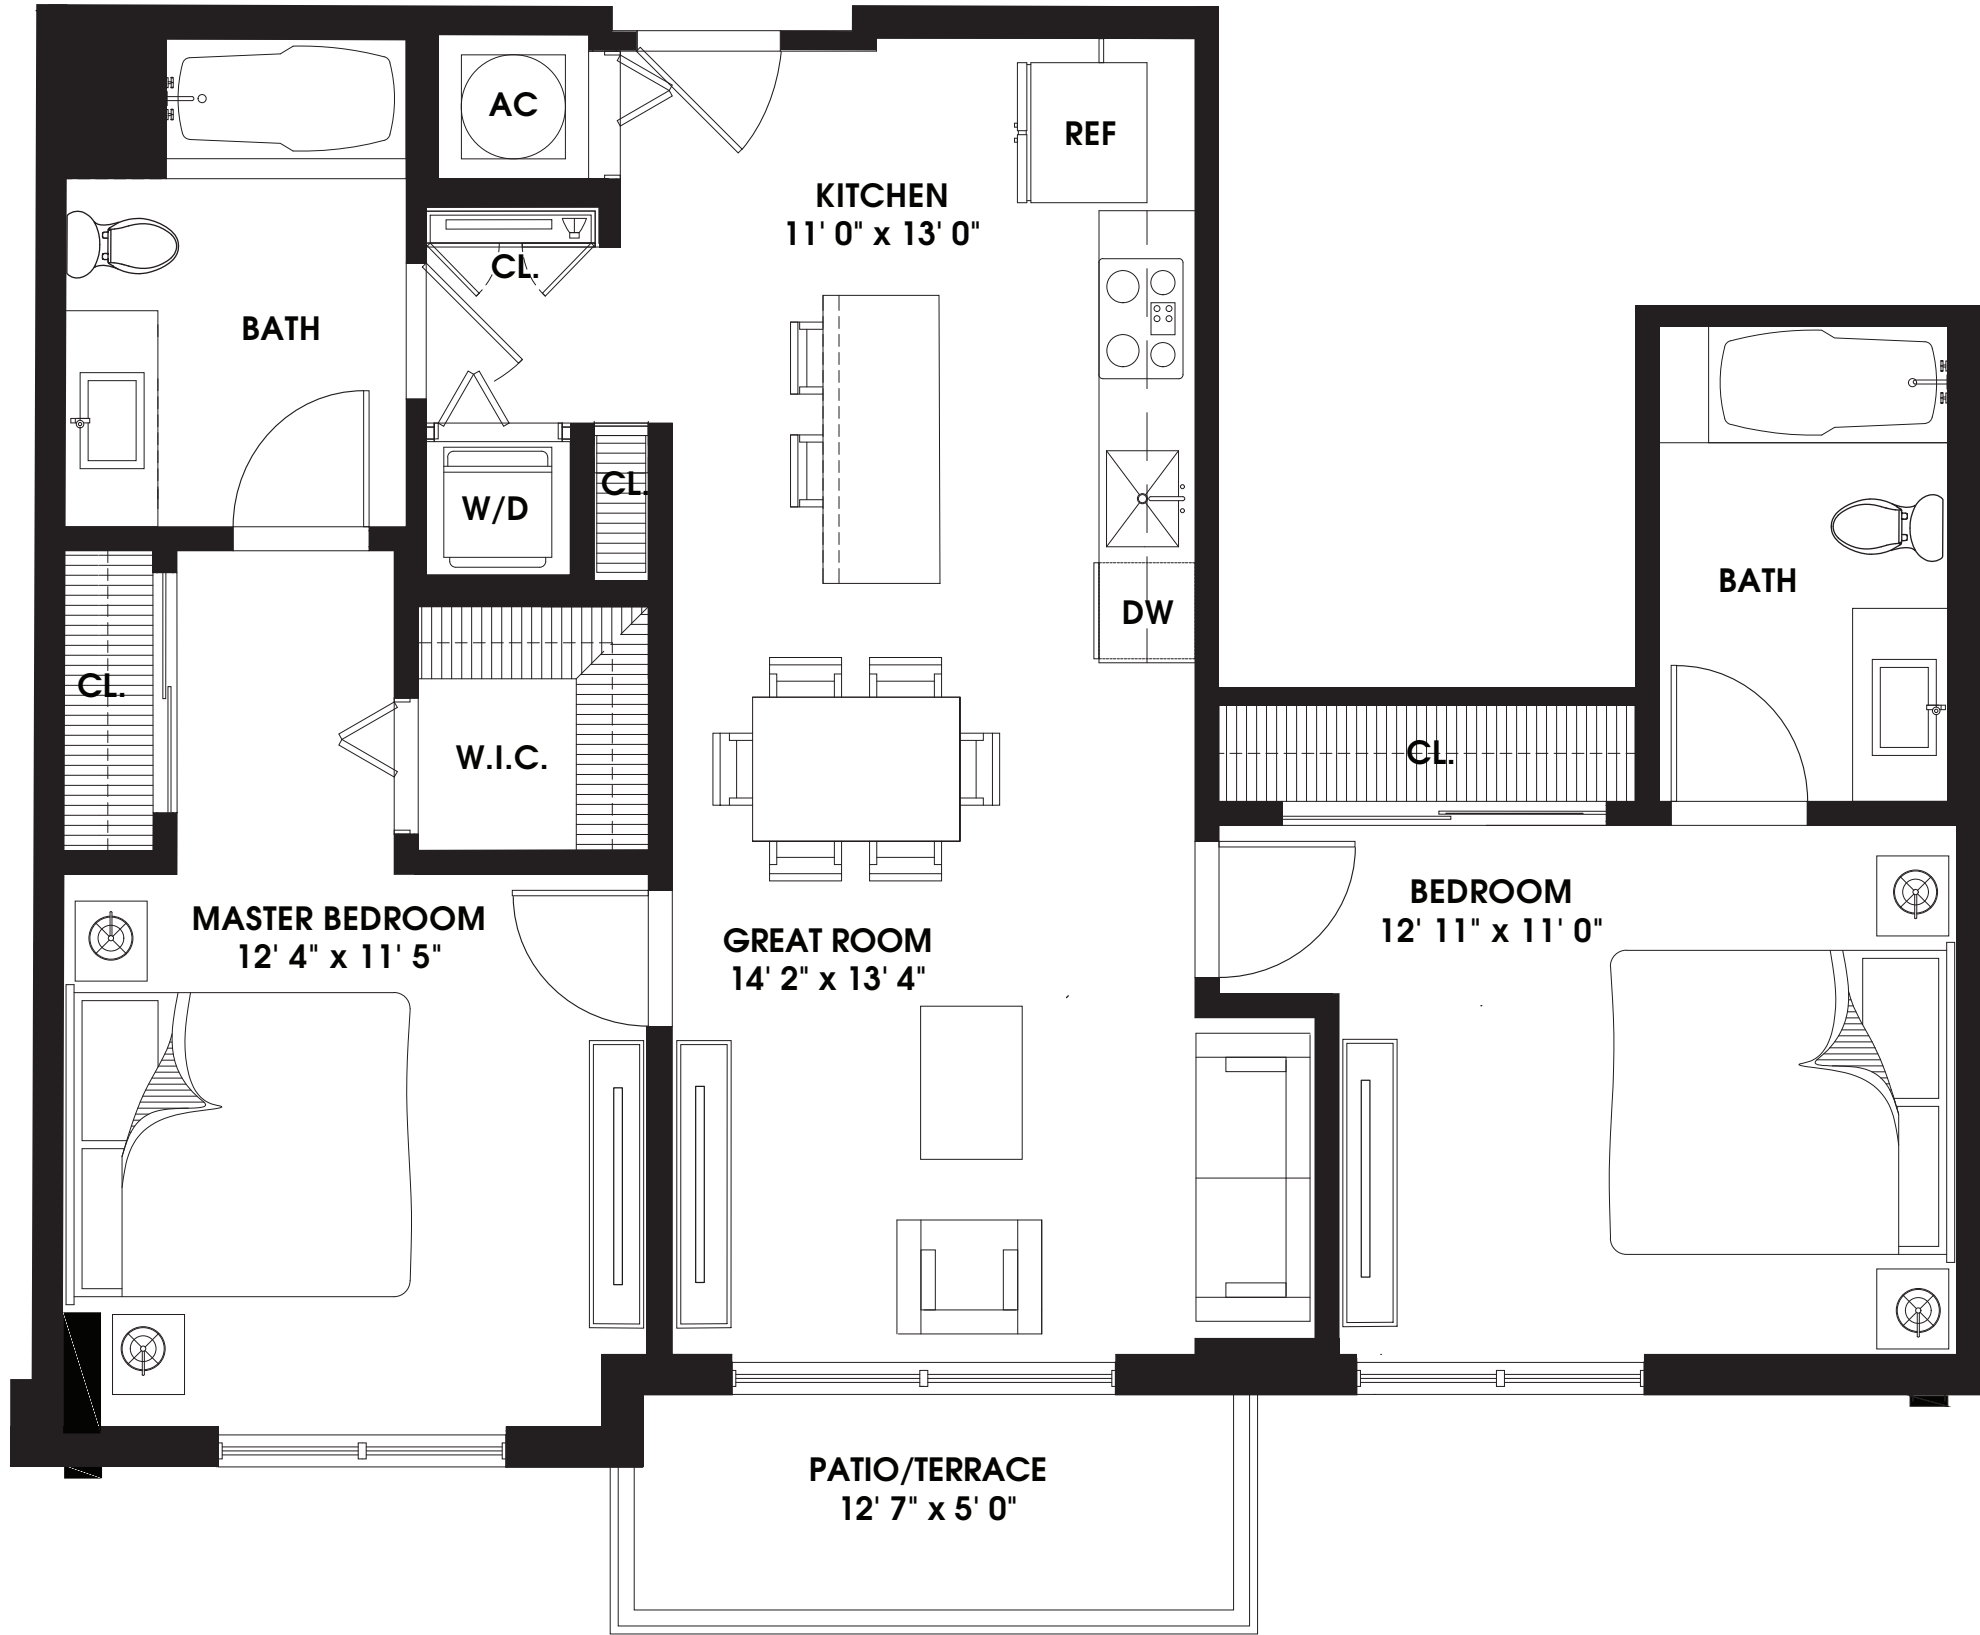 AC
REF
KITCHEN
11' 0" x 13' 0"
CL.
BATH
CL.
W/D
BATH
DW
CL.
W.I.C.
CL.
BEDROOM
12' 11" x 11' 0"
MASTER BEDROOM
12' 4" x 11' 5"
GREAT ROOM
14' 2" x 13' 4"
PATIO/TERRACE
12' 7" x 5' 0"